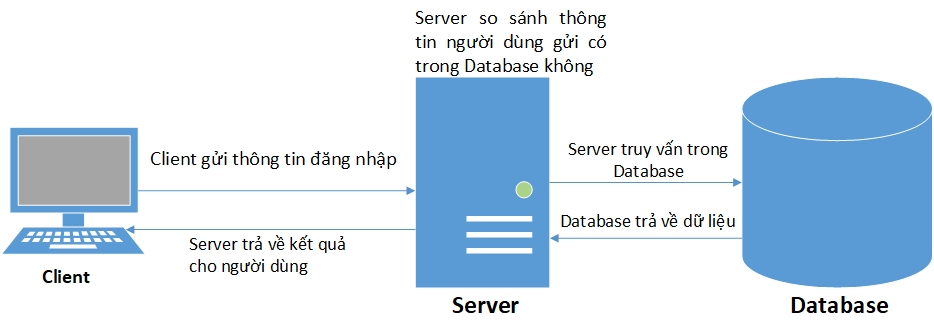 Server so sánh thông
tin người dùng gửi có
trong Database không
Client gửi thông tin đăng nhập
Server truy vấn trong
Database
Database trả về dữ liệu
Server trả về kết quả
cho người dùng
Client
Server
Database